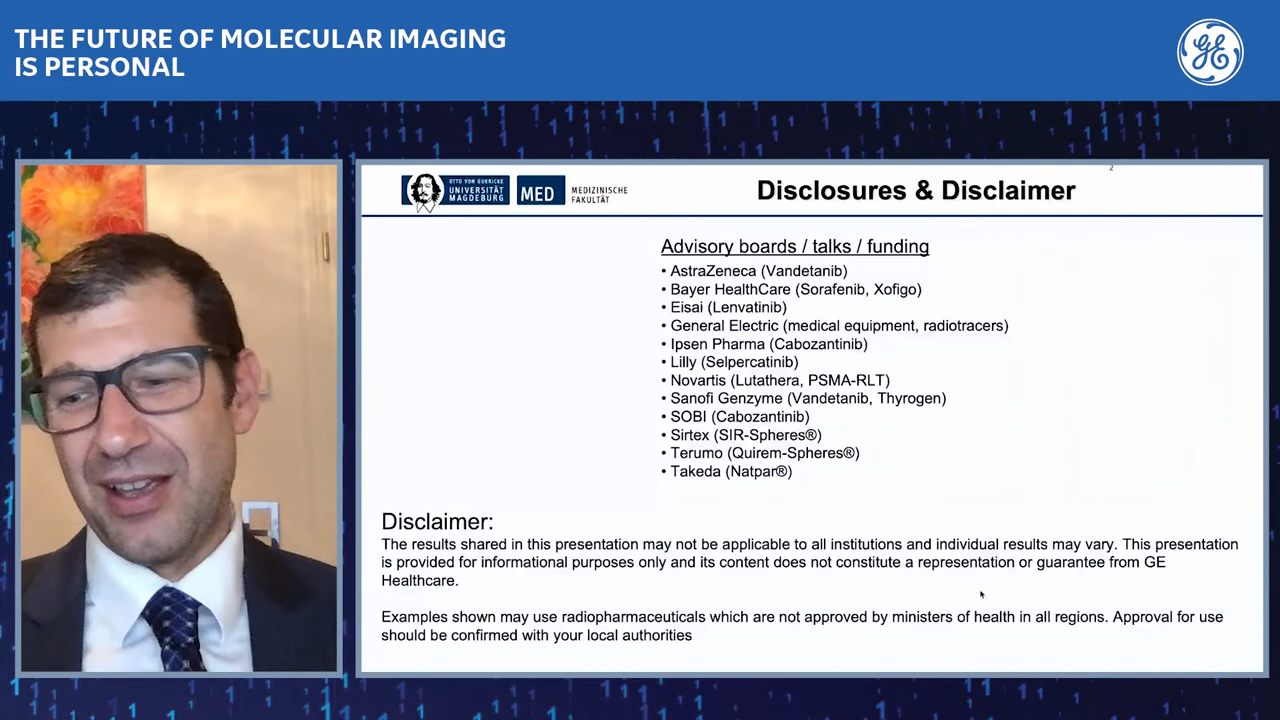 THE FUTURE OF MOLECULAR IMAGING
IS PERSONAL
GE
2
OTTO VON GUERICKE
UNIVERSITÄT
MAGDEBURG
MED
MEDIZINISCHE
FAKULTÄT
Disclosures & Disclaimer
Advisory boards / talks / funding
• AstraZeneca (Vandetanib)
• Bayer HealthCare (Sorafenib, Xofigo)
• Eisai (Lenvatinib)
• General Electric (medical equipment, radiotracers)
• Ipsen Pharma (Cabozantinib)
• Lilly (Selpercatinib)
• Novartis (Lutathera, PSMA-RLT)
• Sanofi Genzyme (Vandetanib, Thyrogen)
• SOBI (Cabozantinib)
• Sirtex (SIR-Spheres®)
• Terumo (Quirem-Spheres®)
• Takeda (Natpar®)
Disclaimer:
The results shared in this presentation may not be applicable to all institutions and individual results may vary. This presentation
is provided for informational purposes only and its content does not constitute a representation or guarantee from GE
Healthcare.
Examples shown may use radiopharmaceuticals which are not approved by ministers of health in all regions. Approval for use
should be confirmed with your local authorities